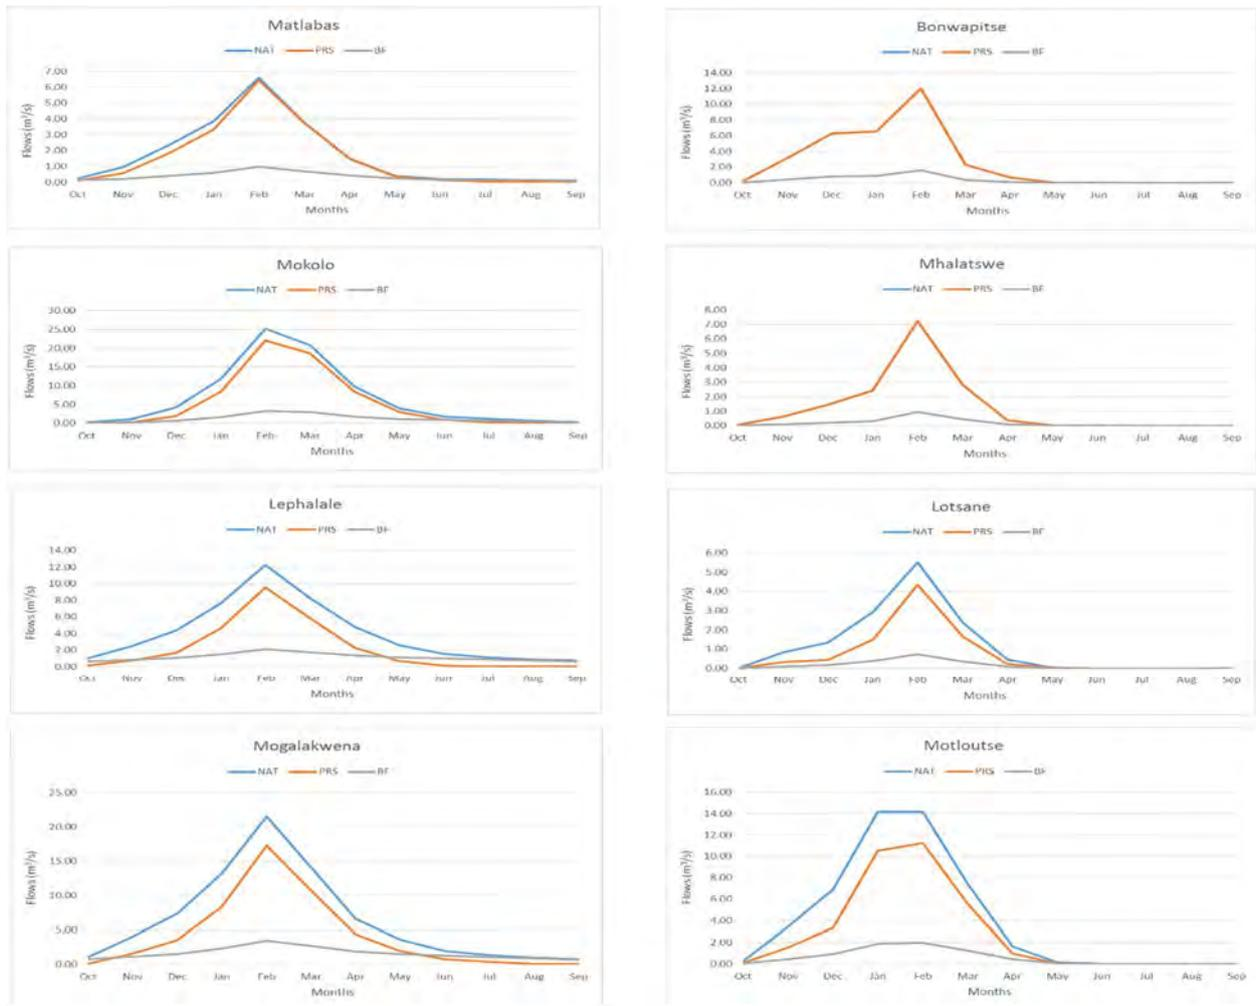 Matlabas
NAT PRS BF
7.00
6.00
5.00
4.00
3.00
2.00
1.00
0.00
Flows (m³/s)
Oct Nov Dec Jan Feb Mar Apr May Jun Jul Aug Sep
Months
Bonwapitse
NAT PRS BF
14.00
12.00
10.00
8.00
6.00
4.00
2.00
0.00
Flows (m³/s)
Oct Nov Dec Jan Feb Mar Apr May Jun Jul Aug Sep
Months
Mokolo
NAT PRS BF
30.00
25.00
20.00
15.00
10.00
5.00
0.00
Flows (m³/s)
Oct Nov Dec Jan Feb Mar Apr May Jun Jul Aug Sep
Months
Mhalatswe
NAT PRS BF
8.00
7.00
6.00
5.00
4.00
3.00
2.00
1.00
0.00
Flows (m³/s)
Oct Nov Dec Jan Feb Mar Apr May Jun Jul Aug Sep
Months
Lephalale
NAT PRS BF
14.00
12.00
10.00
8.00
6.00
4.00
2.00
0.00
Flows (m³/s)
Oct Nov Dec Jan Feb Mar Apr May Jun Jul Aug Sep
Months
Lotsane
NAT PRS BF
6.00
5.00
4.00
3.00
2.00
1.00
0.00
Flows (m³/s)
Oct Nov Dec Jan Feb Mar Apr May Jun Jul Aug Sep
Months
Mogalakwena
NAT PRS BF
25.00
20.00
15.00
10.00
5.00
0.00
Flows (m³/s)
Oct Nov Dec Jan Feb Mar Apr May Jun Jul Aug Sep
Months
Motloutse
NAT PRS BF
16.00
14.00
12.00
10.00
8.00
6.00
4.00
2.00
0.00
Flows (m³/s)
Oct Nov Dec Jan Feb Mar Apr May Jun Jul Aug Sep
Months